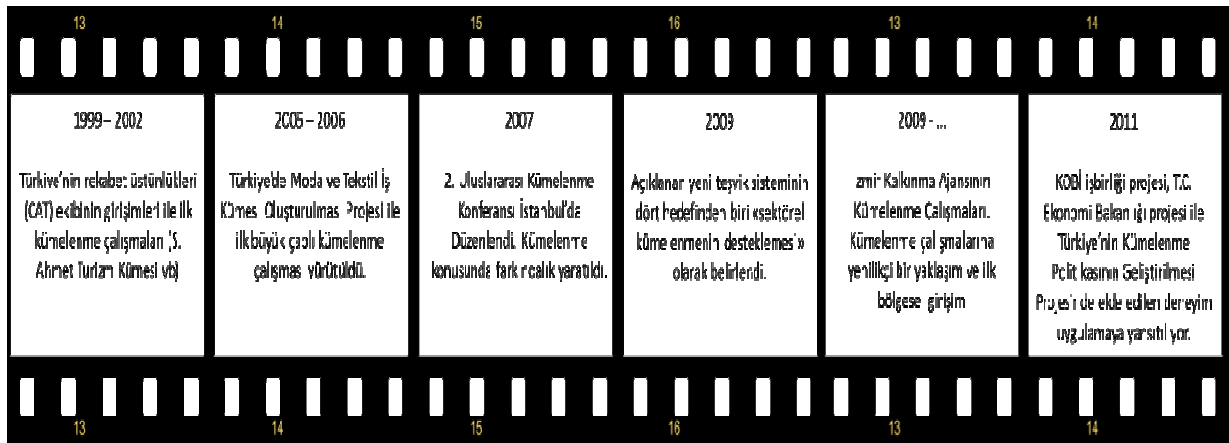 13 14 15 16 13 14
1999 – 2002
Türkiye'nin rekabet üstünlükleri
(CAT) ekibinin girişimleri ile ilk
kümelenme çalışmaları (S.
Ahmet Turizm Kümesi vb)
2005 – 2006
Türkiye'de Moda ve Tekstil İş
Kümesi Oluşturulması Projesi ile
ilk büyük çaplı kümelenme
çalışması yürütüldü.
2007
2. Uluslararası Kümelenme
Konferansı İstanbul'da
Düzenlendi. Kümelenme
konusunda farkındalık yaratıldı.
2009
Açıklanan yeni teşvik sisteminin
dört hedefinden biri «sektörel
kümelenmenin desteklemesi»
olarak belirlendi.
2009 - ...
İzmir Kalkınma Ajansının
Kümelenme Çalışmaları.
Kümelenme çalışmalarına
yenilikçi bir yaklaşım ve ilk
bölgesel girişim
2011
KOBİ işbirliği projesi, T.C.
Ekonomi Bakanlığı projesi ile
Türkiye'nin Kümelenme
Politikasının Geliştirilmesi
Projesinde elde edilen deneyim
uygulamaya yansıtılıyor.
13 14 15 16 13 14